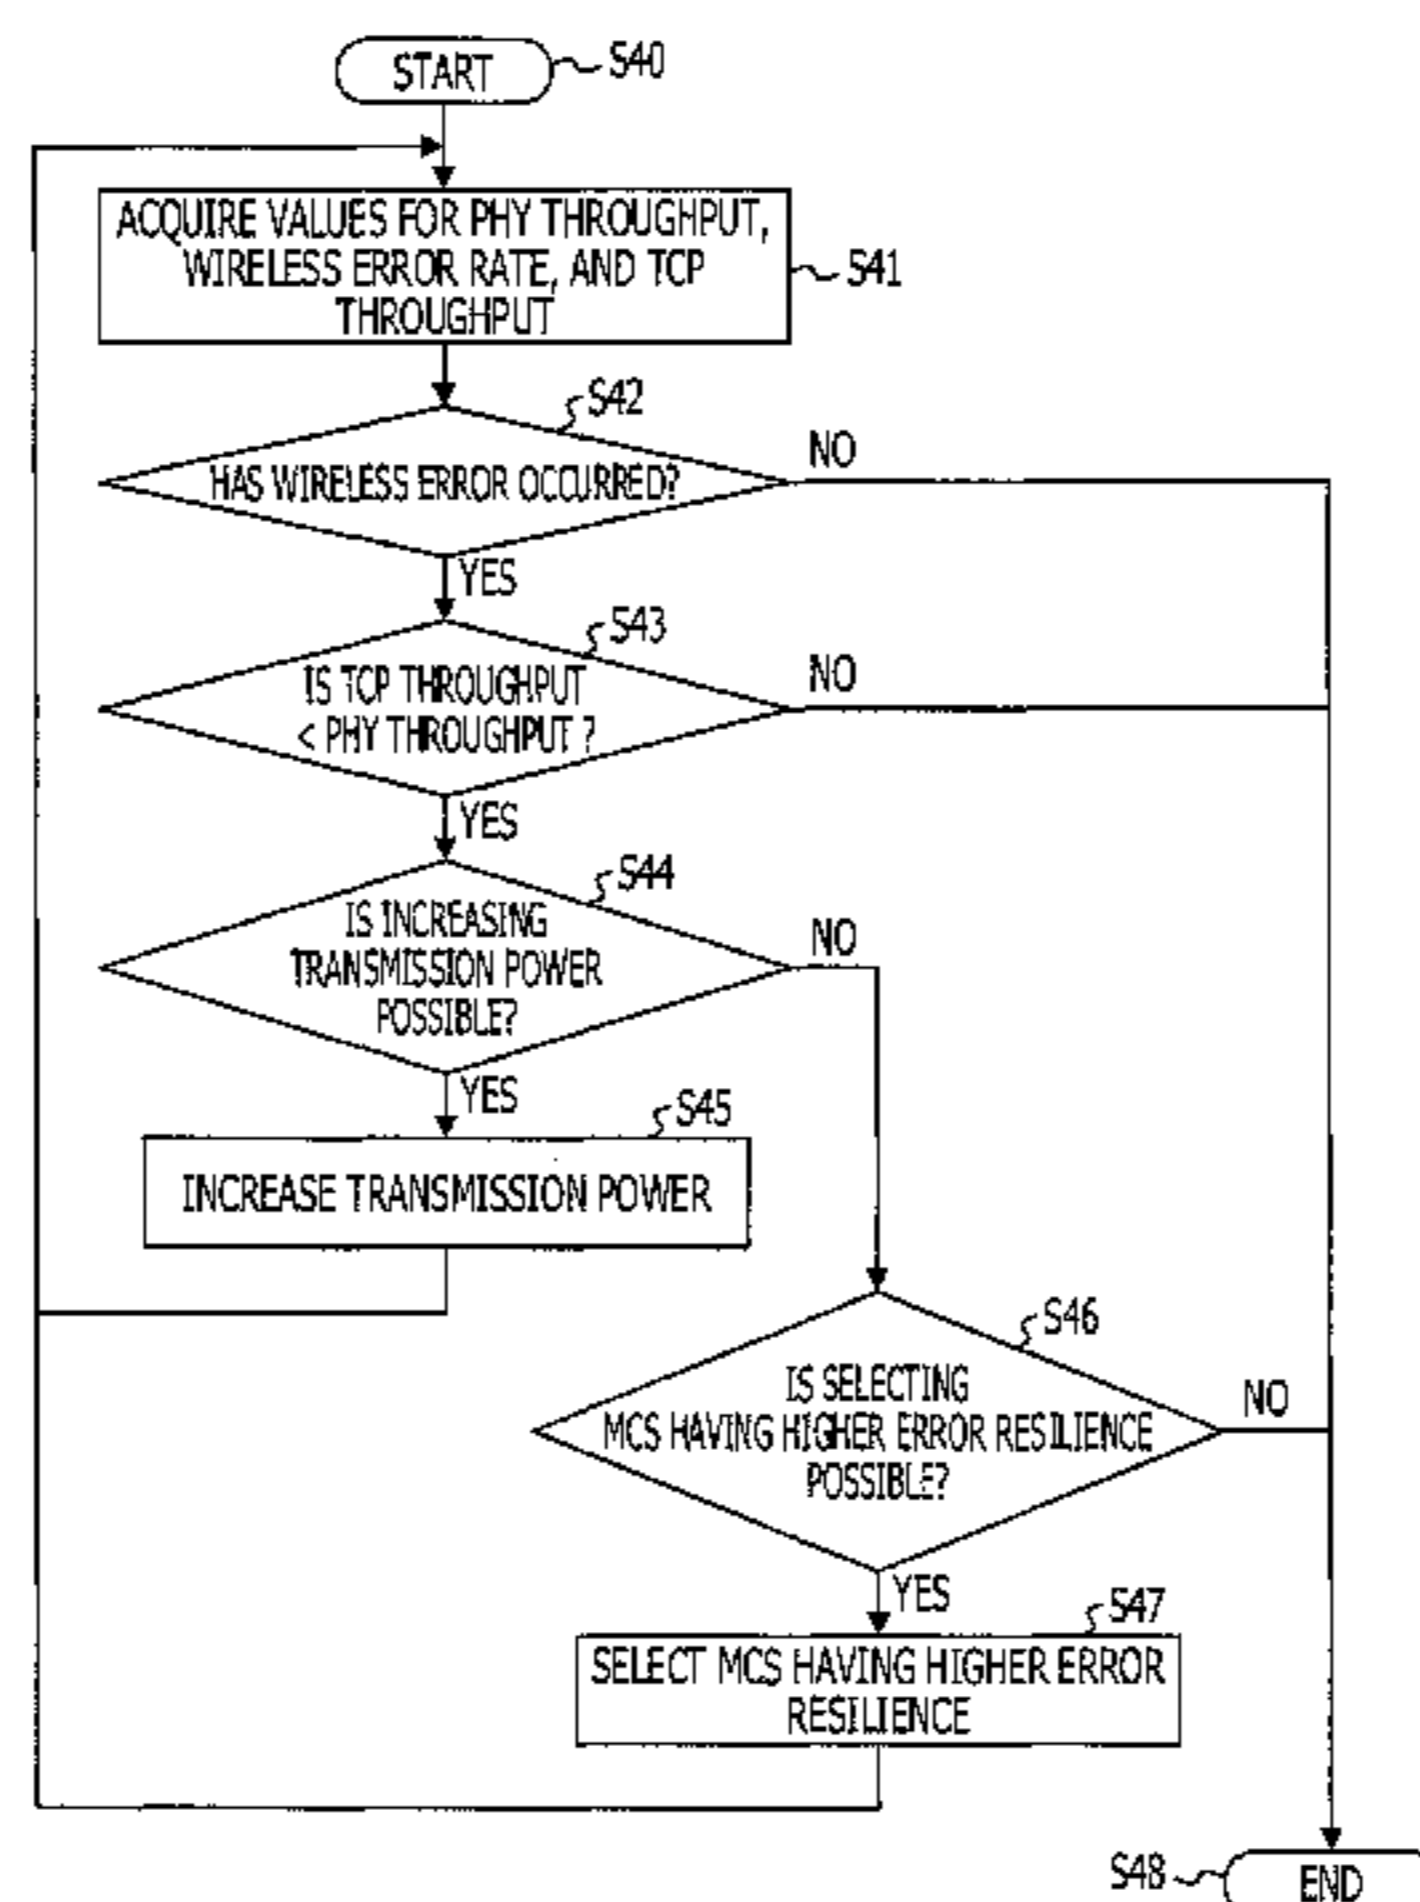 START
S40
ACQUIRE VALUES FOR PHY THROUGHPUT,
WIRELESS ERROR RATE, AND TCP
THROUGHPUT
S41
S42
HAS WIRELESS ERROR OCCURRED?
NO
YES
S43
IS TCP THROUGHPUT
< PHY THROUGHPUT ?
NO
YES
S44
IS INCREASING
TRANSMISSION POWER
POSSIBLE?
NO
YES
S45
INCREASE TRANSMISSION POWER
S46
IS SELECTING
MCS HAVING HIGHER ERROR RESILIENCE
POSSIBLE?
NO
YES
S47
SELECT MCS HAVING HIGHER ERROR
RESILIENCE
S48
END